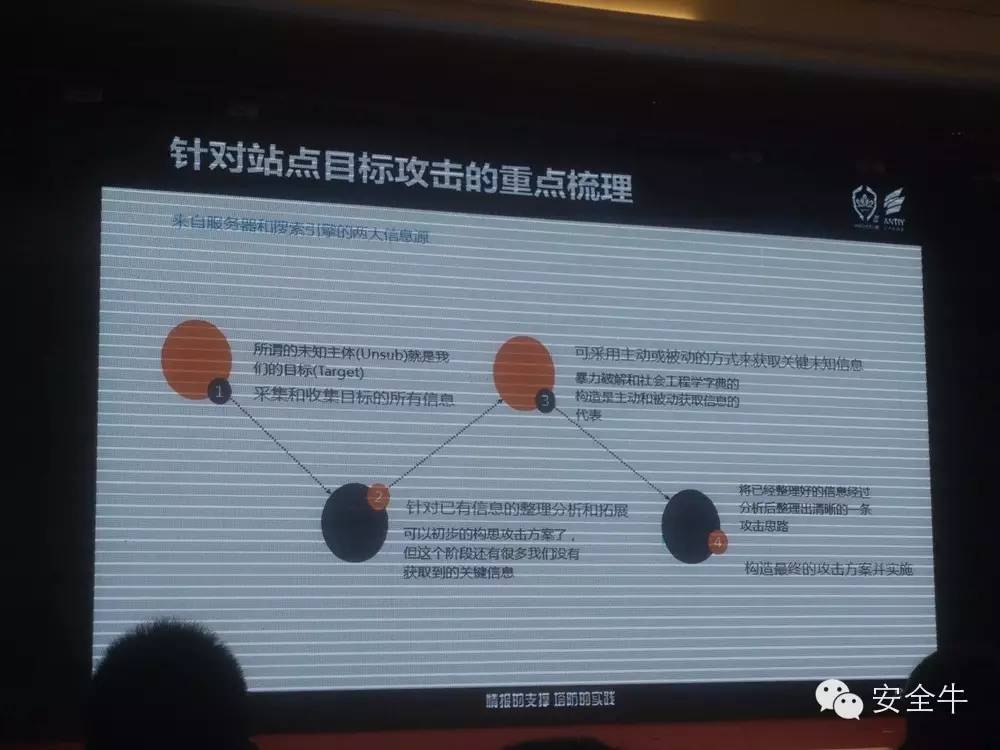 针对站点目标攻击的重点梳理
ANTIY
来自服务器和搜索引擎的两大信息源
所谓的未知主体(Unsub)就是我
们的目标(Target)
1
采集和收集目标的所有信息
2
针对已有信息的整理分析和拓展
可以初步的构思攻击方案了，
但这个阶段还有很多我们没有
获取到的关键信息
可采用主动或被动的方式来获取关键未知信息
3
暴力破解和社会工程学字典的
构造是主动和被动获取信息的
代表
将已经整理好的信息经过
分析后整理出清晰的一条
攻击思路
4
构造最终的攻击方案并实施
情报的支撑 塔防的实践
安全牛